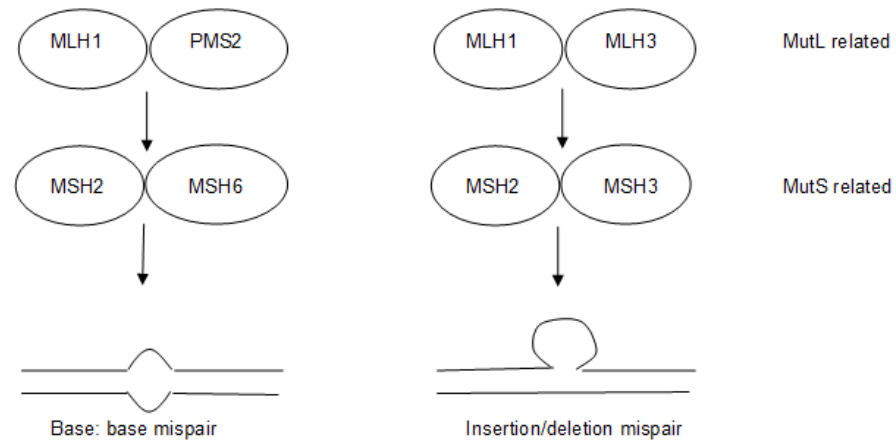 MLH1 PMS2 MLH1 MLH3 MutL related
MSH2 MSH6 MSH2 MSH3 MutS related
Base: base mispair Insertion/deletion mispair